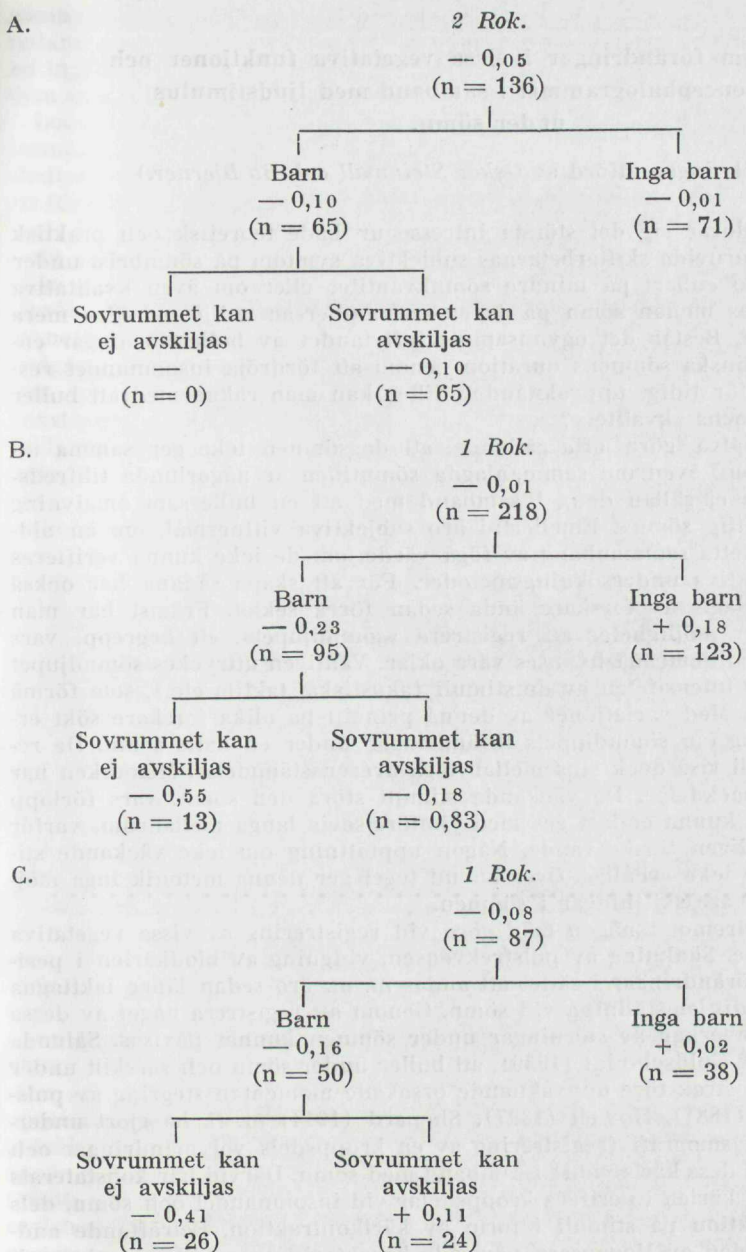 A.
2 Rok.
— 0,05
(n = 136)
Barn Inga barn
— 0,10 — 0,01
(n = 65) (n = 71)
Sovrummet kan Sovrummet kan
ej avskiljas avskiljas
— — 0,10
(n = 0) (n = 65)
B.
1 Rok.
— 0,01
(n = 218)
Barn Inga barn
— 0,23 + 0,18
(n = 95) (n = 123)
Sovrummet kan Sovrummet kan
ej avskiljas avskiljas
— 0,55 — 0,18
(n = 13) (n = 0,83)
C.
1 Rok.
— 0,08
(n = 87)
Barn Inga barn
— 0,16 + 0,02
(n = 50) (n = 38)
Sovrummet kan Sovrummet kan
ej avskiljas avskiljas
— 0,41 + 0,11
(n = 26) (n = 24)